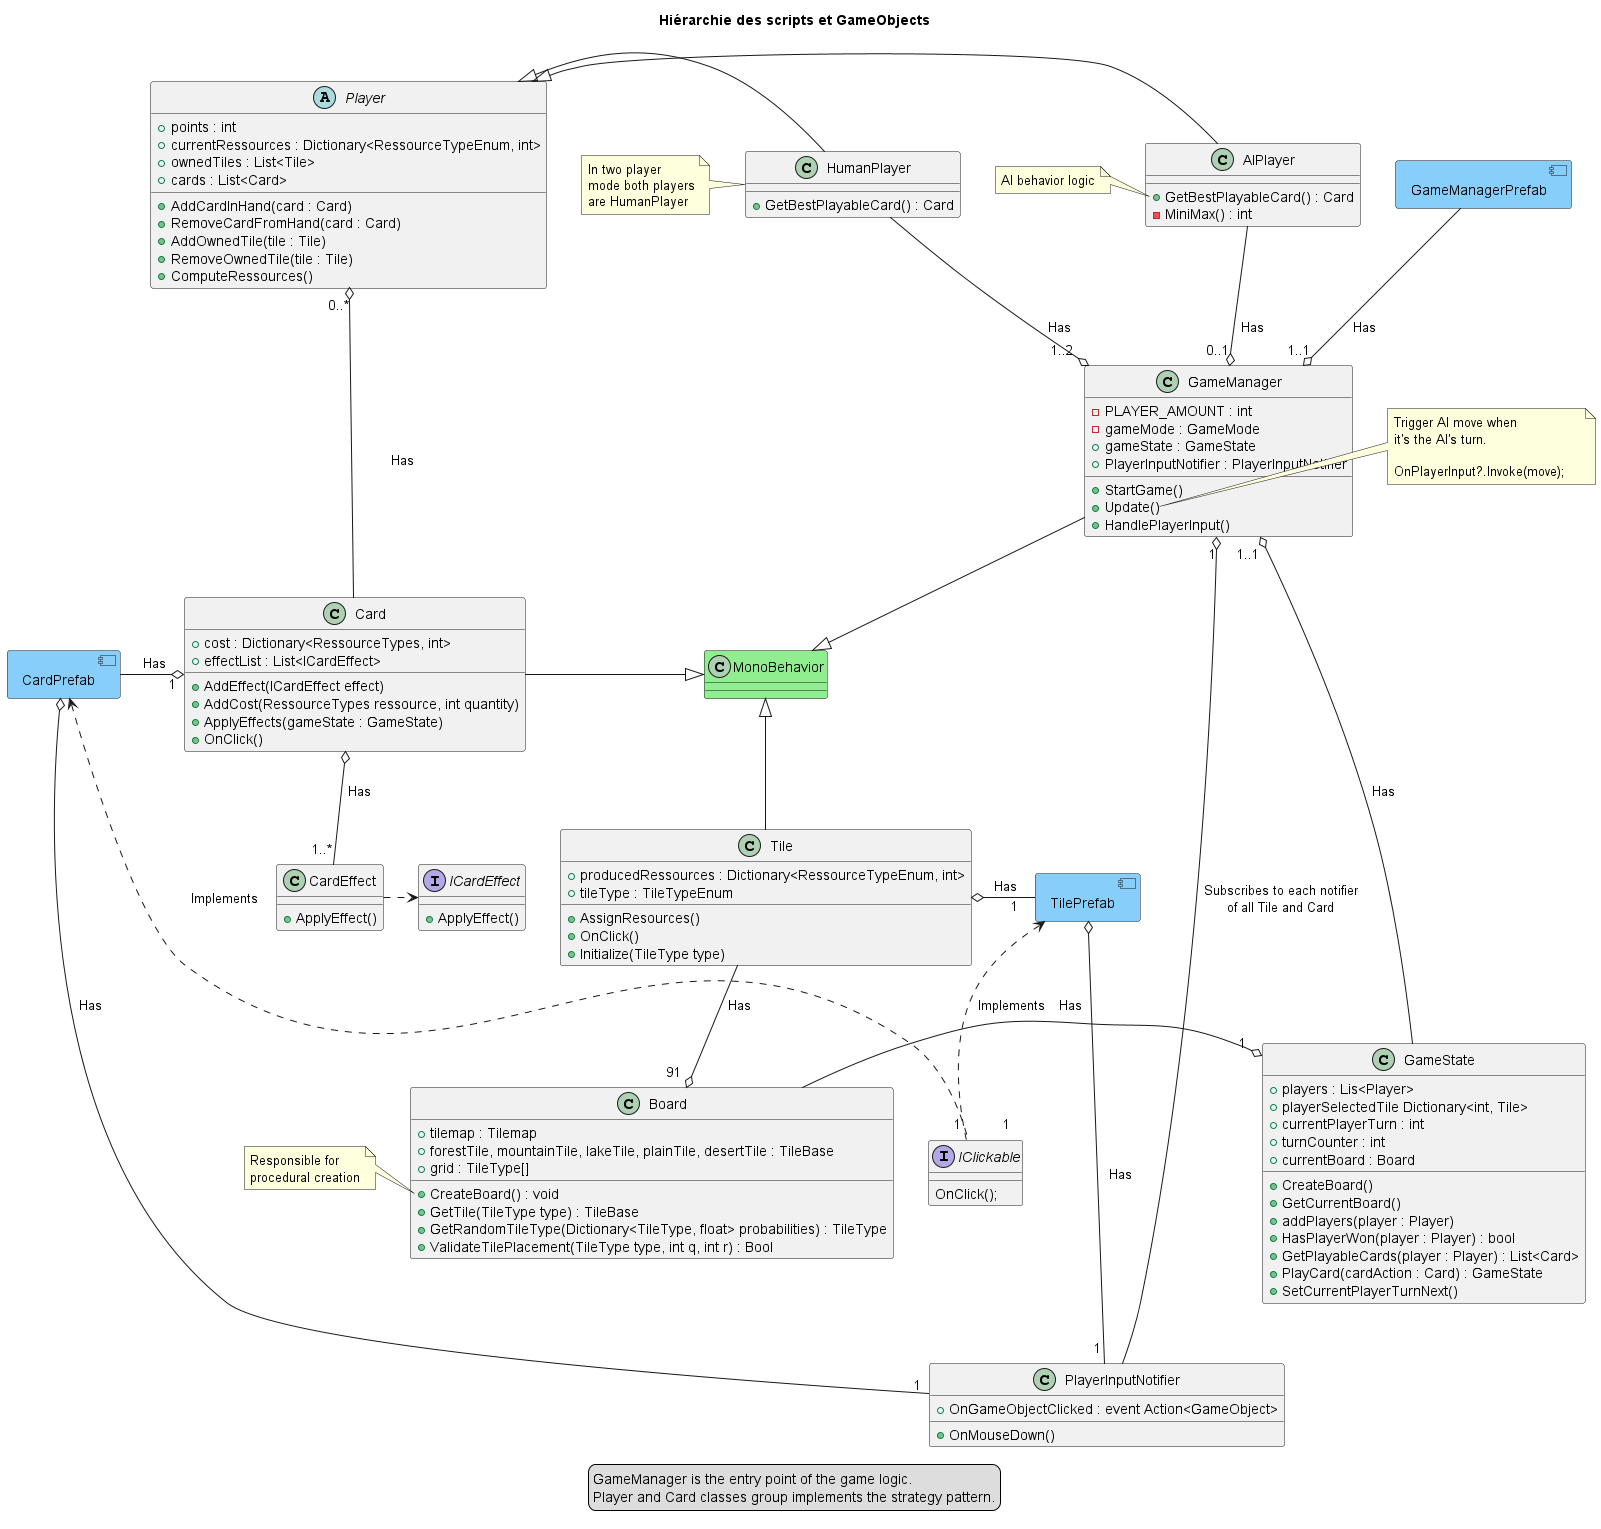 Hiérarchie des scripts et GameObjects
A Player
points : int
currentRessources : Dictionary<RessourceTypeEnum, int>
ownedTiles : List<Tile>
cards : List<Card>
AddCardInHand(card : Card)
RemoveCardFromHand(card : Card)
AddOwnedTile(tile : Tile)
RemoveOwnedTile(tile : Tile)
ComputeRessources()
In two player
mode both players
are HumanPlayer
C HumanPlayer
GetBestPlayableCard() : Card
AI behavior logic
C AIPlayer
GetBestPlayableCard() : Card
MiniMax() : int
GameManagerPrefab
0..*
Has
Has
Has
Has
1..2
0..1
1..1
C GameManager
PLAYER_AMOUNT : int
gameMode : GameMode
gameState : GameState
PlayerInputNotifier : PlayerInputNotifier
StartGame()
Update()
HandlePlayerInput()
Trigger AI move when
it's the AI's turn.
OnPlayerInput?.Invoke(move);
1
1..1
CardPrefab
Has
1
C Card
cost : Dictionary<RessourceTypes, int>
effectList : List<ICardEffect>
AddEffect(ICardEffect effect)
AddCost(RessourceTypes ressource, int quantity)
ApplyEffects(gameState : GameState)
OnClick()
C MonoBehavior
Has
Has
1..*
Implements
C CardEffect
ApplyEffect()
I ICardEffect
ApplyEffect()
C Tile
producedRessources : Dictionary<RessourceTypeEnum, int>
tileType : TileTypeEnum
AssignResources()
OnClick()
Initialize(TileType type)
Has
1
TilePrefab
Subscribes to each notifier
of all Tile and Card
Has
Has
Implements
Has
91
1
C Board
tilemap : Tilemap
forestTile, mountainTile, lakeTile, plainTile, desertTile : TileBase
grid : TileType[]
CreateBoard() : void
GetTile(TileType type) : TileBase
GetRandomTileType(Dictionary<TileType, float> probabilities) : TileType
ValidateTilePlacement(TileType type, int q, int r) : Bool
Responsible for
procedural creation
1
1
I IClickable
OnClick();
Has
C GameState
players : Lis<Player>
playerSelectedTile Dictionary<int, Tile>
currentPlayerTurn : int
turnCounter : int
currentBoard : Board
CreateBoard()
GetCurrentBoard()
addPlayers(player : Player)
HasPlayerWon(player : Player) : bool
GetPlayableCards(player : Player) : List<Card>
PlayCard(cardAction : Card) : GameState
SetCurrentPlayerTurnNext()
1
1
C PlayerInputNotifier
OnGameObjectClicked : event Action<GameObject>
OnMouseDown()
GameManager is the entry point of the game logic.
Player and Card classes group implements the strategy pattern.